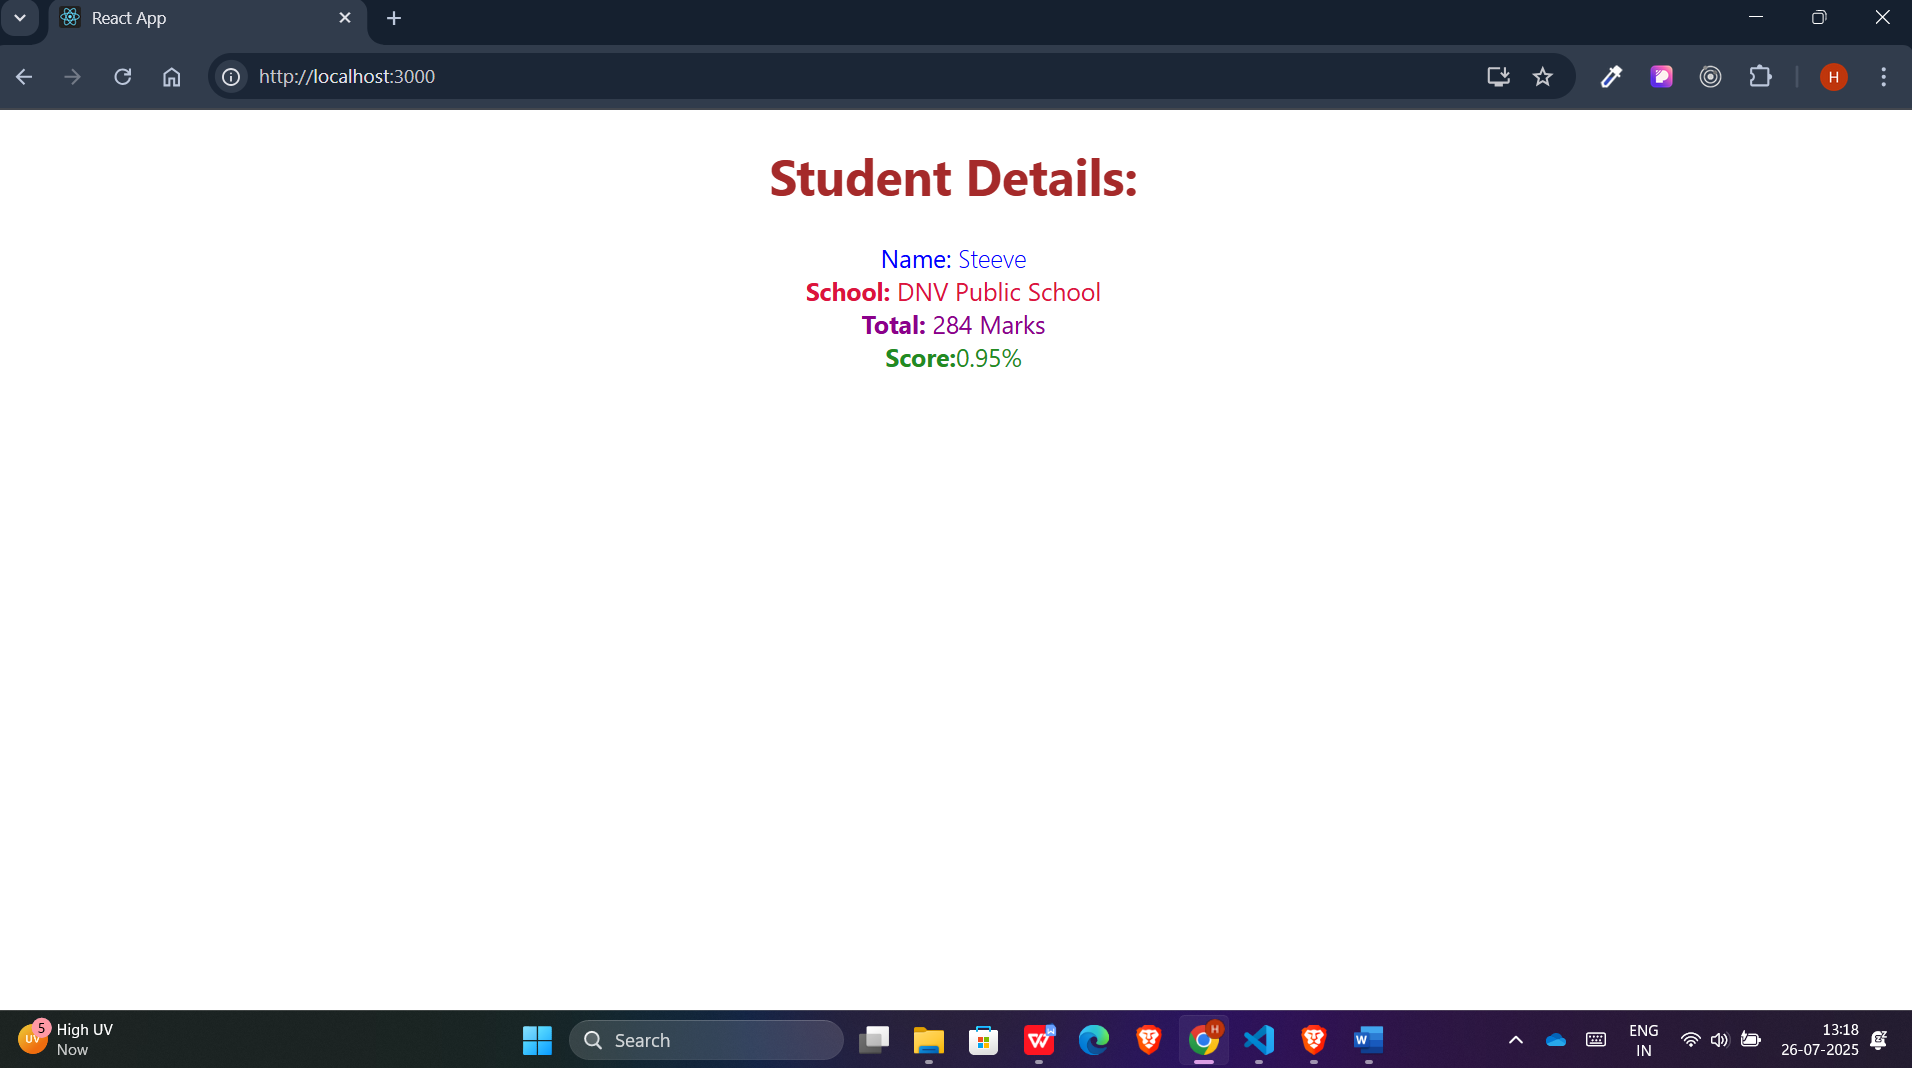 React App
http://localhost:3000
H
Student Details:
Name: Steeve
School: DNV Public School
Total: 284 Marks
Score:0.95%
5
UV
High UV
Now
Search
W
H
W
ENG
IN
13:18
26-07-2025